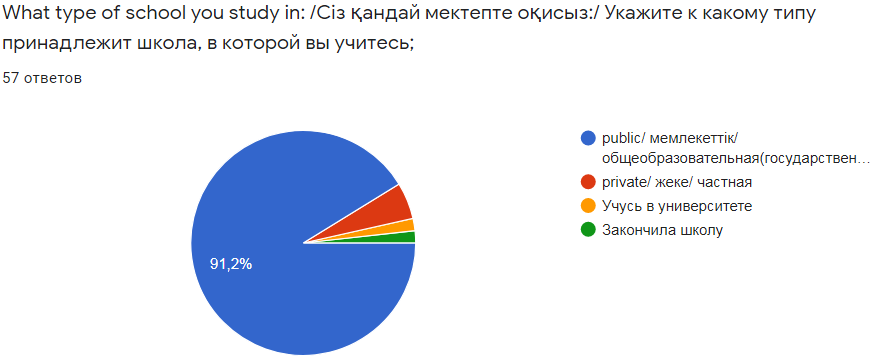 What type of school you study in: /Сіз қандай мектепте оқисыз:/ Укажите к какому типу
принадлежит школа, в которой вы учитесь;
57 ответов
public/ мемлекеттік/
общеобразовательная(государствен...
private/ жеке/ частная
Учусь в университете
Закончила школу
91,2%